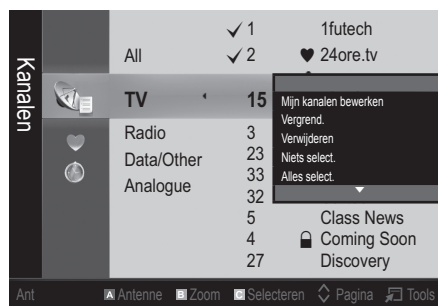 Kanalen
✓ 1 1futech
All ✓ 2 ♥ 24ore.tv
TV 15
Mijn kanalen bewerken
Vergrend.
Verwijderen
Niets select.
Alles select.
Radio 3
Data/Other 23
Analogue 33
32
5 Class News
4 Coming Soon
27 Discovery
Ant A Antenne B Zoom C Selecteren Pagina Tools